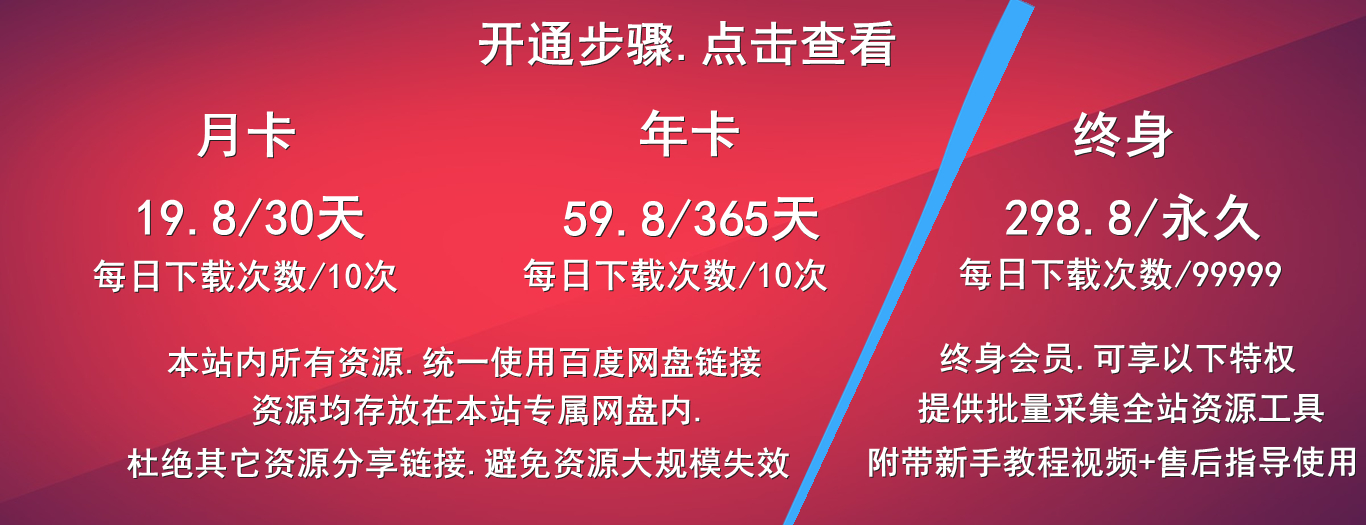 开通步骤.点击查看
月卡
19.8/30天
每日下载次数/10次
年卡
59.8/365天
每日下载次数/10次
本站内所有资源.统一使用百度网盘链接
资源均存放在本站专属网盘内.
杜绝其它资源分享链接.避免资源大规模失效
终身
298.8/永久
每日下载次数/99999
终身会员.可享以下特权
提供批量采集全站资源工具
附带新手教程视频+售后指导使用